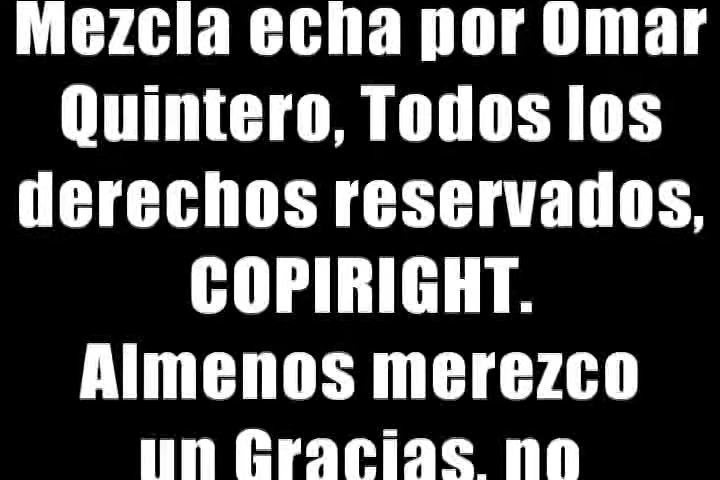 Mezcla echa por Omar
Quintero, Todos los
derechos reservados,
COPIRIGHT.
Almenos merezco
un Gracias, no